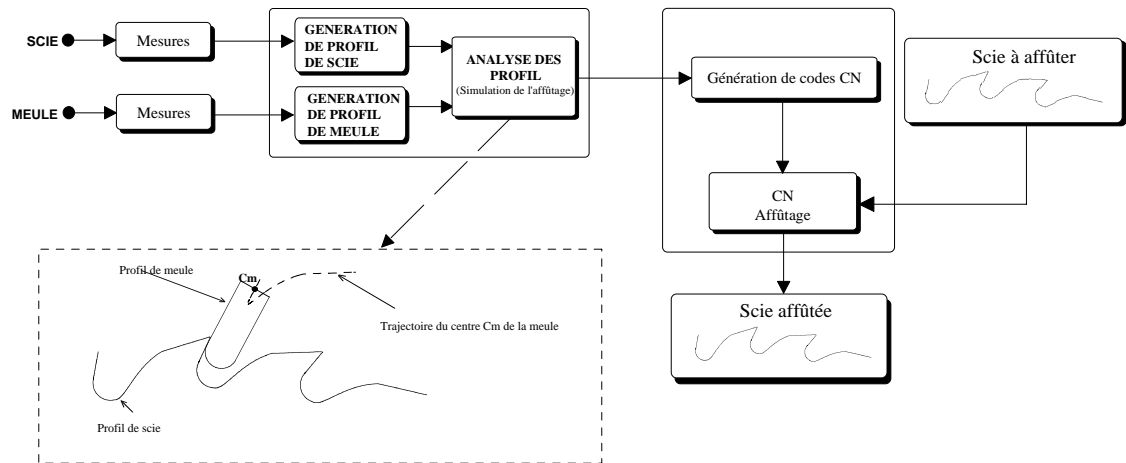 SCIE
Mesures
GENERATION
DE PROFIL
DE SCIE
MEULE
Mesures
GENERATION
DE PROFIL
DE MEULE
ANALYSE DES
PROFIL
(Simulation de l'affûtage)
Génération de codes CN
Scie à affûter
CN
Affûtage
Scie affûtée
Profil de meule
Cm
Trajectoire du centre Cm de la meule
Profil de scie